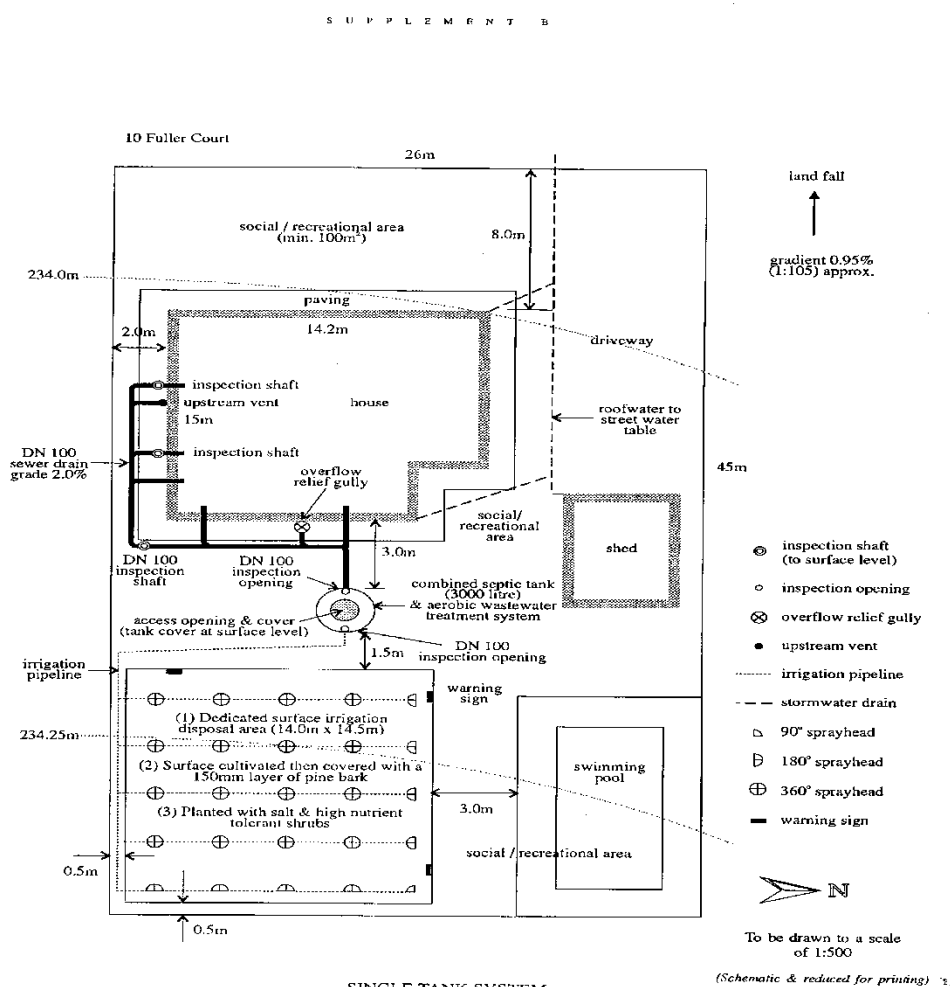 SUPPLEMENT B
10 Fuller Court
26m
land fall
social / recreational area
(min. 100m²)
8.0m
gradient 0.95%
(1:105) approx.
234.0m
paving
14.2m
2.0m
driveway
inspection shaft
upstream vent
house
15m
roofwater to
street water
table
DN 100
sewer drain
grade 2.0%
inspection shaft
overflow
relief gully
45m
social/
recreational
area
3.0m
shed
DN 100
inspection
shaft
DN 100
inspection
opening
combined septic tank
(3000 litre)
& aerobic wastewater
treatment system
access opening & cover
(tank cover at surface level)
DN 100
inspection opening
1.5m
irrigation
pipeline
warning
sign
(1) Dedicated surface irrigation
disposal area (14.0m x 14.5m)
234.25m
(2) Surface cultivated then covered with a
150mm layer of pine bark
(3) Planted with salt & high nutrient
tolerant shrubs
swimming
pool
3.0m
social / recreational area
0.5m
0.5m
inspection shaft
(to surface level)
inspection opening
overflow relief gully
upstream vent
irrigation pipeline
stormwater drain
90° sprayhead
180° sprayhead
360° sprayhead
warning sign
N
To be drawn to a scale
of 1:500
(Schematic & reduced for printing)
SINGLE TANK SYSTEM